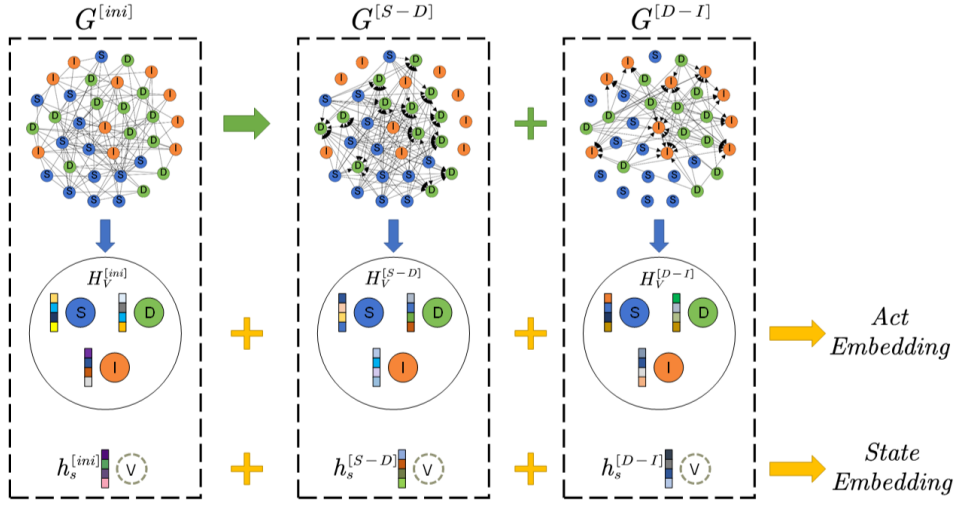 G^[ini]
G^[S−D]
G^[D−I]
H_V^[ini]
S
D
I
H_V^[S−D]
S
D
I
H_V^[D−I]
S
D
I
Act
Embedding
h_s^[ini]
V
h_s^[S−D]
V
h_s^[D−I]
V
State
Embedding